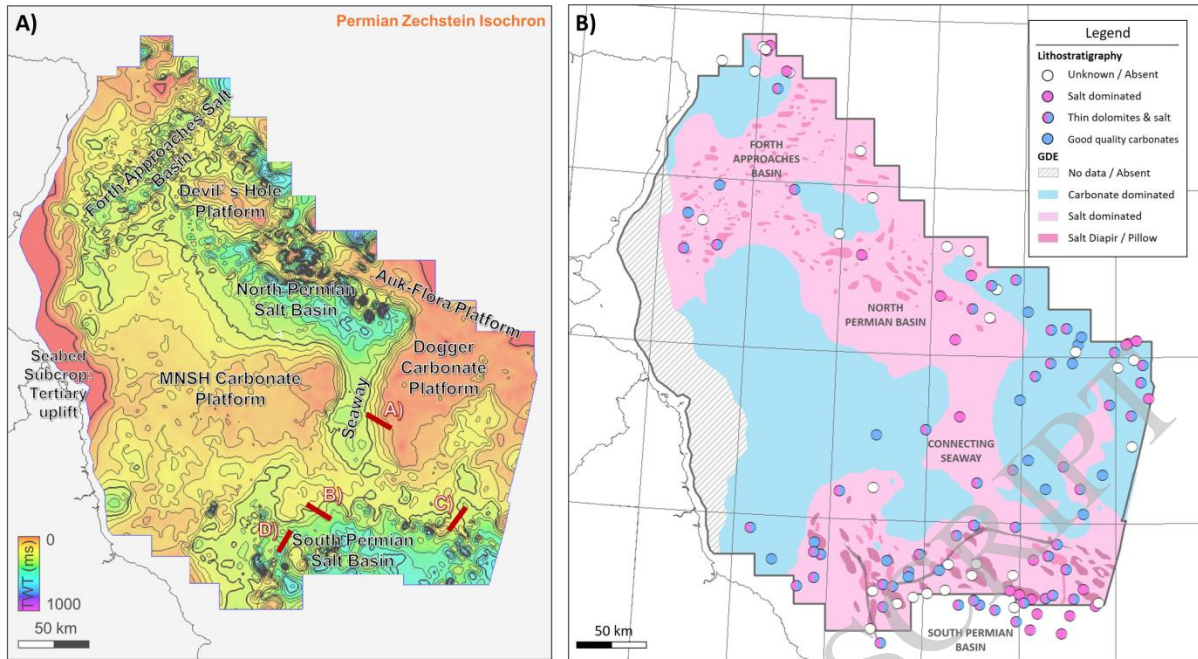 A)
Permian Zechstein Isochron
Forth Approaches Salt
Basin
Devil's Hole
Platform
North Permian
Salt Basin
Auk-Flora Platform
Dogger
Carbonate
Platform
Seabed
Subcrop:
Tertiary
uplift
MNSH Carbonate
Platform
Seaway
A)
B)
C)
D)
South Permian
Salt Basin
TWT (ms)
0
1000
50 km
B)
Legend
Lithostratigraphy
Unknown / Absent
Salt dominated
Thin dolomites & salt
Good quality carbonates
GDE
No data / Absent
Carbonate dominated
Salt dominated
Salt Diapir / Pillow
FORTH
APPROACHES
BASIN
NORTH
PERMIAN BASIN
CONNECTING
SEAWAY
SOUTH PERMIAN
BASIN
50 km
SCRIPT